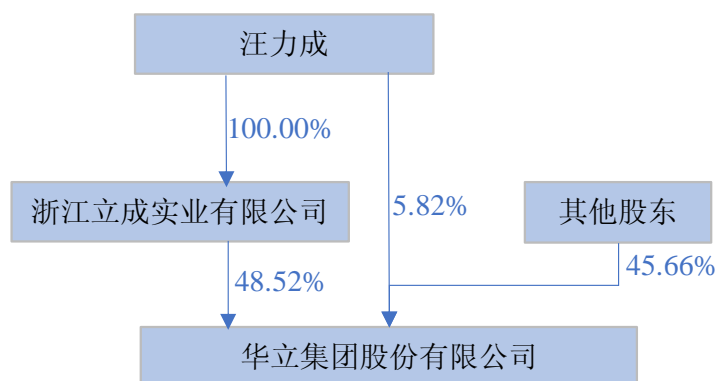 汪力成
100.00%
浙江立成实业有限公司
5.82%
其他股东
48.52%
45.66%
华立集团股份有限公司